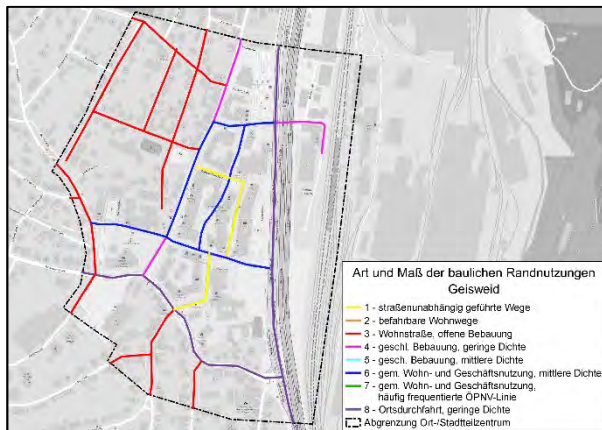 Art und Maß der baulichen Randnutzungen
Geisweid
1 - straßenunabhängig geführte Wege
2 - befahrbare Wohnwege
3 - Wohnstraße, offene Bebauung
4 - geschl. Bebauung, geringe Dichte
5 - gesch. Bebauung, mittlere Dichte
6 - gem. Wohn- und Geschäftsnutzung, mittlere Dichte
7 - gem. Wohn- und Geschäftsnutzung,
häufig frequentierte ÖPNV-Linie
8 - Ortsdurchfahrt, geringe Dichte
Abgrenzung Ort-/Stadtteilzentrum